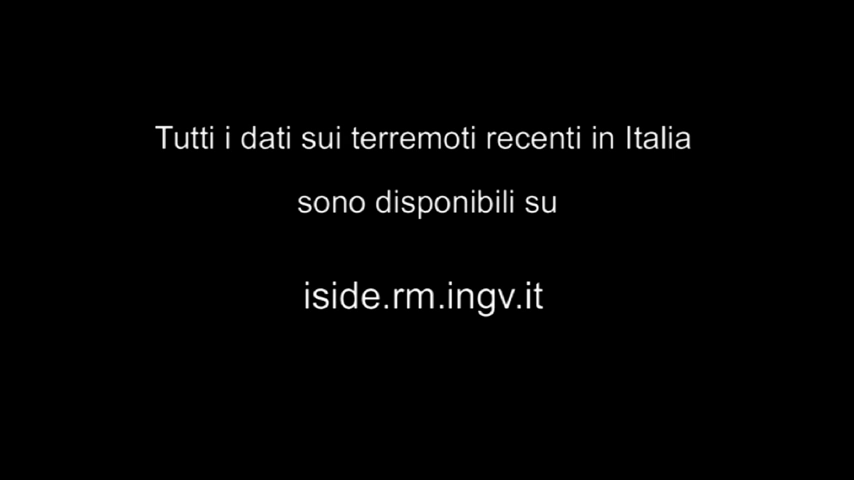 Tutti i dati sui terremoti recenti in Italia
sono disponibili su
iside.rm.ingv.it